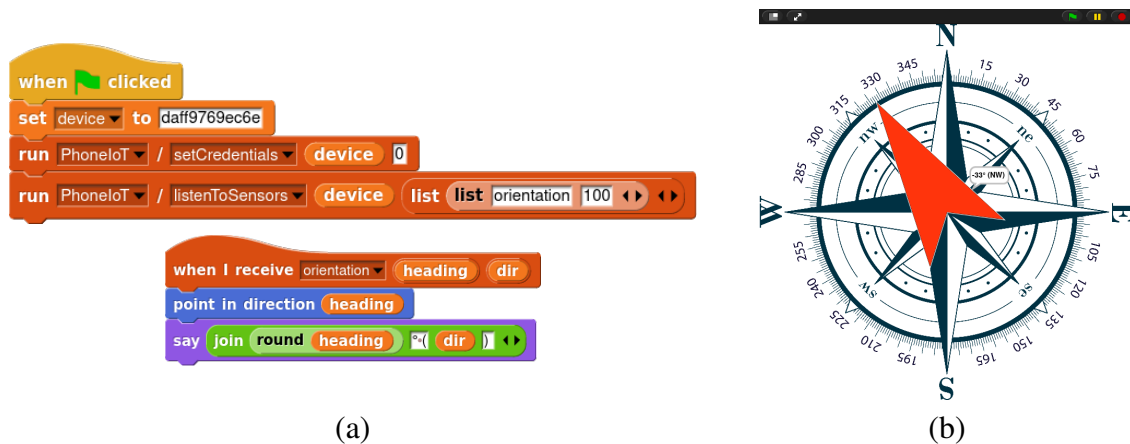 when clicked
set device to daff9769ec6e
run PhoneIoT / setCredentials device 0
run PhoneIoT / listenToSensors device list list orientation 100
when I receive orientation heading dir
point in direction heading
say join round heading °·( dir )
(a)
N
345 15
330 30
315 45
nw ne
300 60
285 75
-33° (NW)
W E
255 105
240 120
sw se
225 135
210 150
195 165
S
(b)